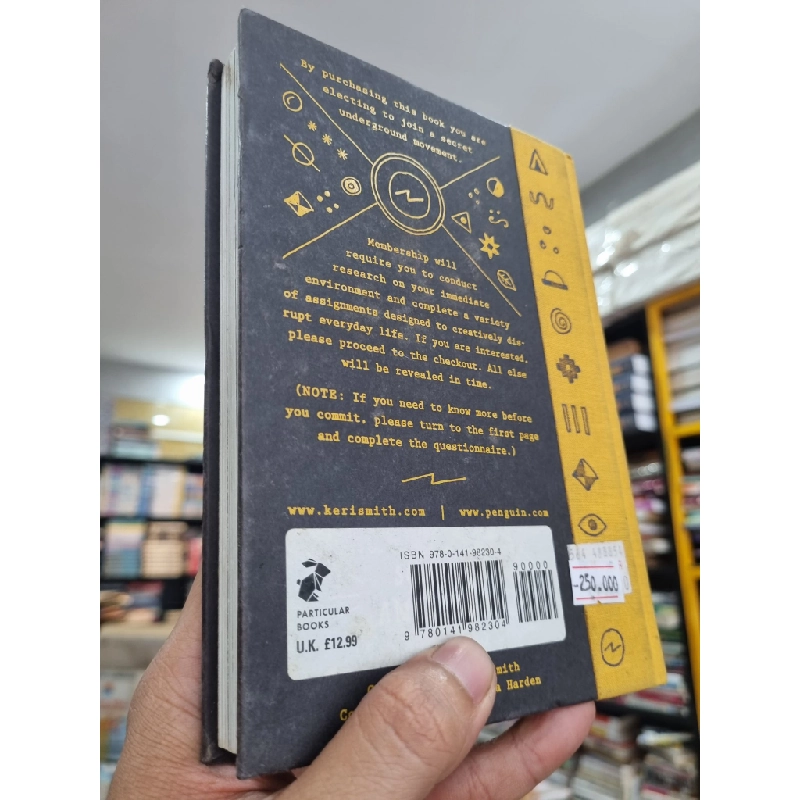 By purchasing this book you are
electing to join a secret
underground movement.
Membership will
require you to conduct
research on your immediate
environment and complete a variety
of assignments designed to creatively dis-
rupt everyday life. If you are interested,
please proceed to the checkout. All else
will be revealed in time.
(NOTE: If you need to know more before
you commit, please turn to the first page
and complete the questionnaire.)
www.kerismith.com | www.penguin.com
ISBN 978-0-141-98230-4
90000
PARTICULAR
BOOKS
U.K. £12.99
9 780141 982304
-250.000
Harden